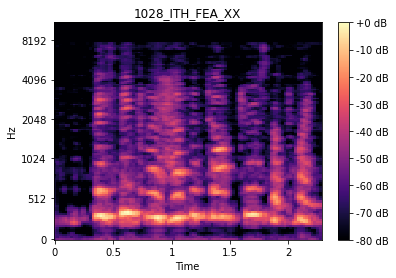 1028_ITH_FEA_XX
+0 dB
8192
-10 dB
4096
-20 dB
-30 dB
2048
Hz
-40 dB
1024
-50 dB
512
-60 dB
-70 dB
0
-80 dB
0
0.5
1
1.5
2
Time